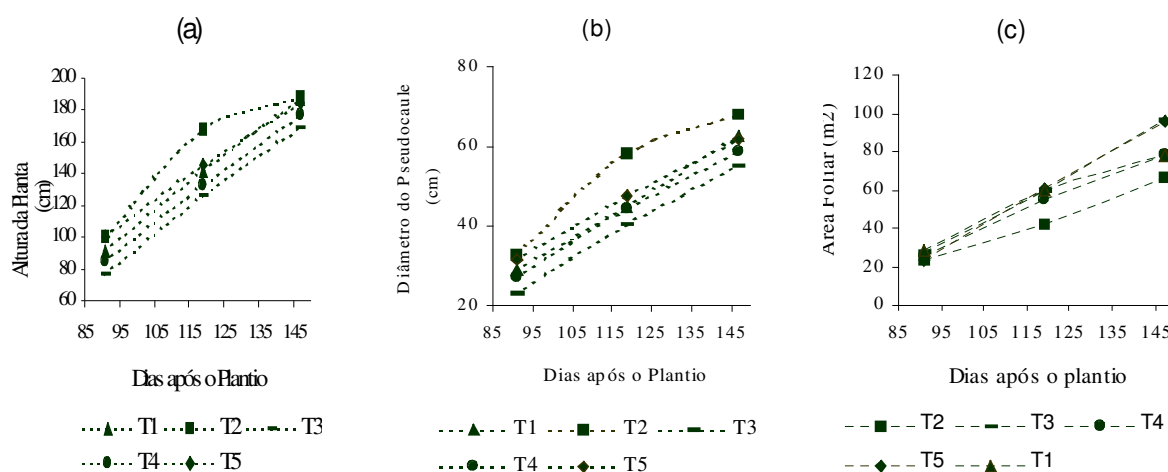 (a)
(b)
(c)
Altura da Planta
(cm)
200
180
160
140
120
100
80
60
85 95 105 115 125 135 145
Dias após o Plantio
T1 T2 T3
T4 T5
Diâmetro do Pseudocaule
(cm)
80
60
40
20
85 95 105 115 125 135 145
Dias após o Plantio
T1 T2 T3
T4 T5
Área Foliar (m2)
120
100
80
60
40
20
0
85 95 105 115 125 135 145
Dias após o plantio
T2 T3 T4
T5 T1